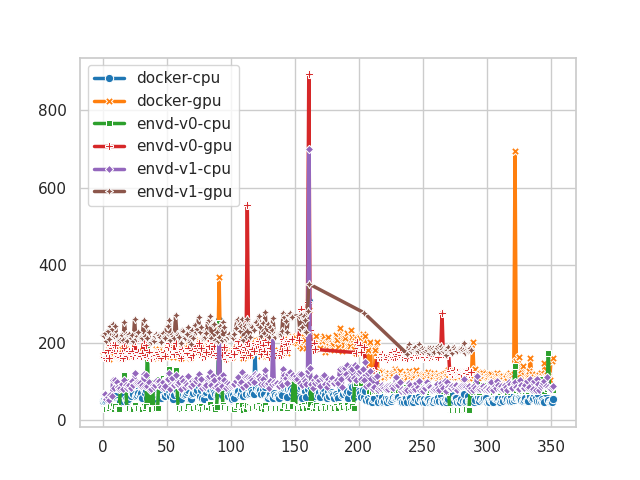 docker-cpu
docker-gpu
envd-v0-cpu
envd-v0-gpu
envd-v1-cpu
envd-v1-gpu
800
600
400
200
0
0 50 100 150 200 250 300 350